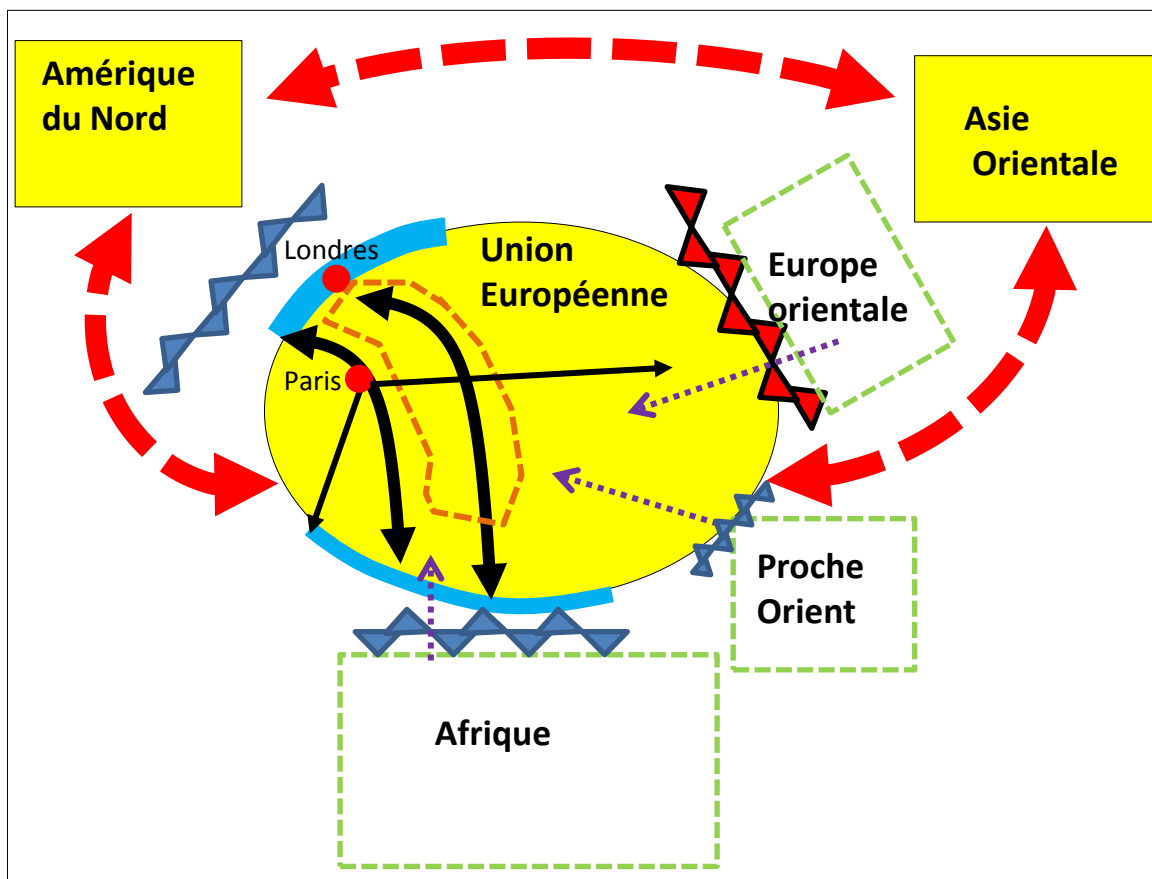 Amérique
du Nord
Asie
Orientale
Londres
Union
Européenne
Europe
orientale
Paris
Proche
Orient
Afrique